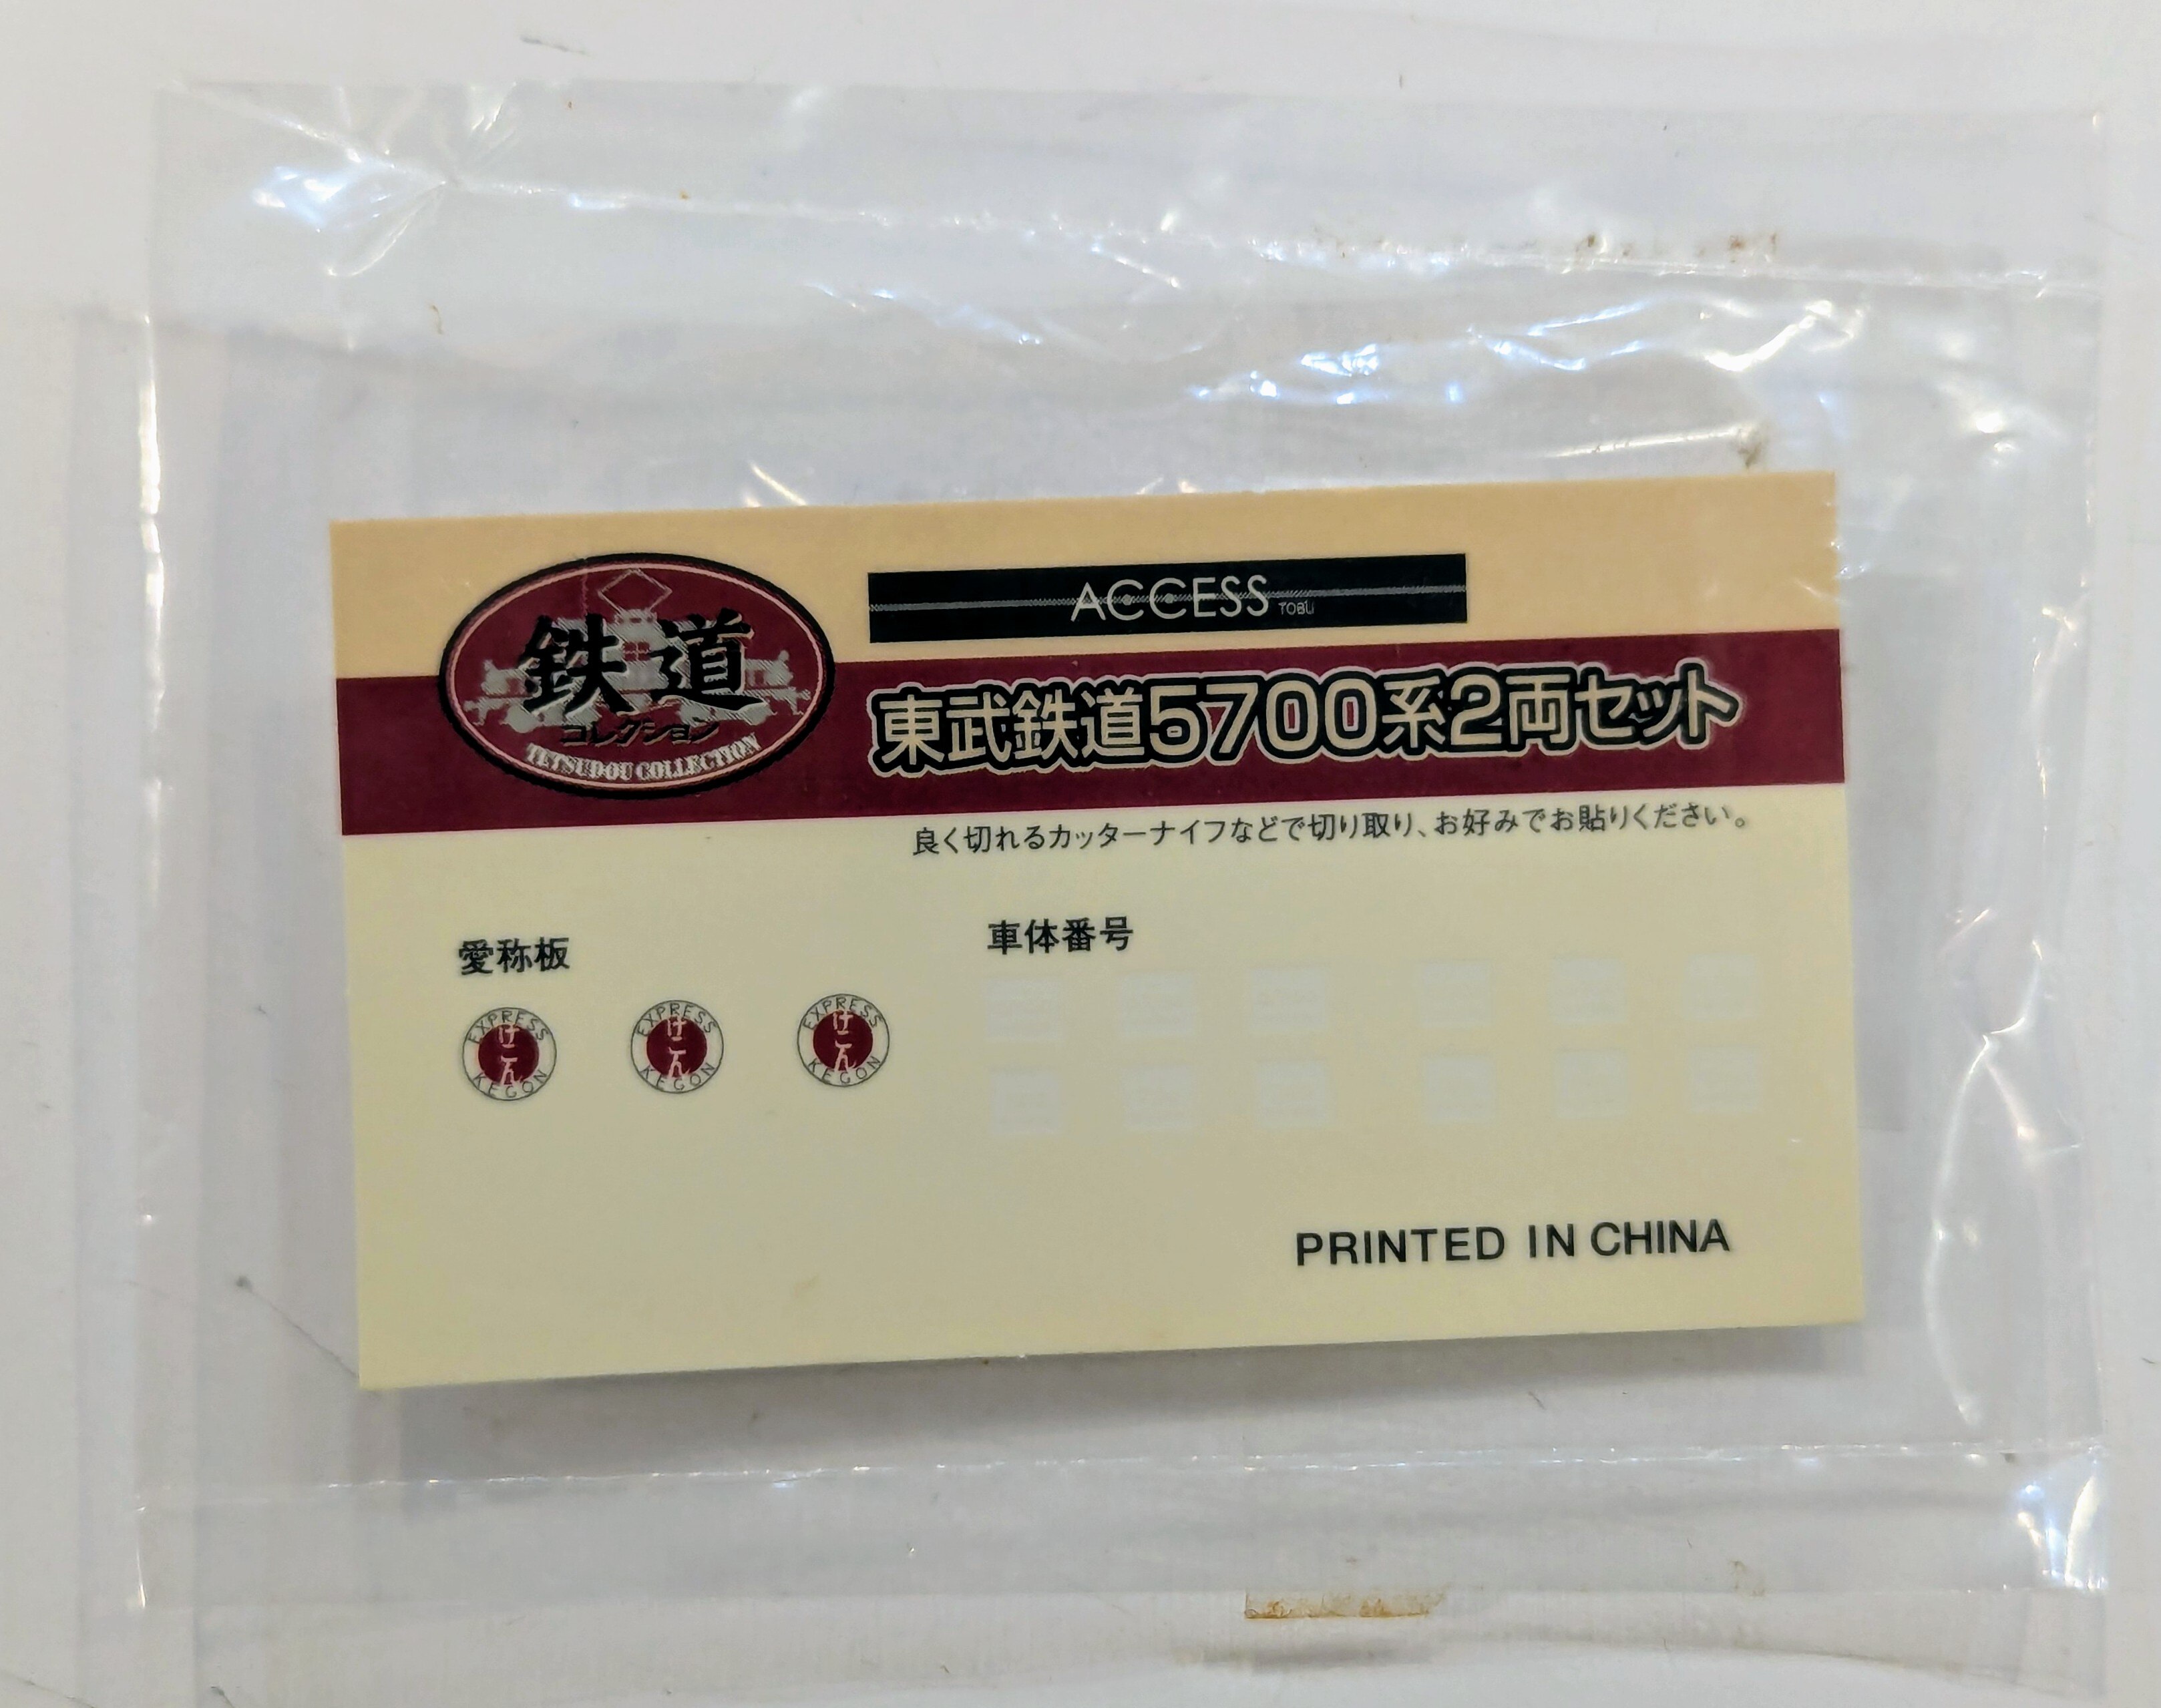 鉄道
コレクション
TETSUDOU COLLECTION
ACCESS TOBU
東武鉄道5700系2両セット
良く切れるカッターナイフなどで切り取り、お好みでお貼りください。
愛称板
車体番号
EXPRESS
けごん
KEGON
EXPRESS
けごん
KEGON
EXPRESS
けごん
KEGON
PRINTED IN CHINA